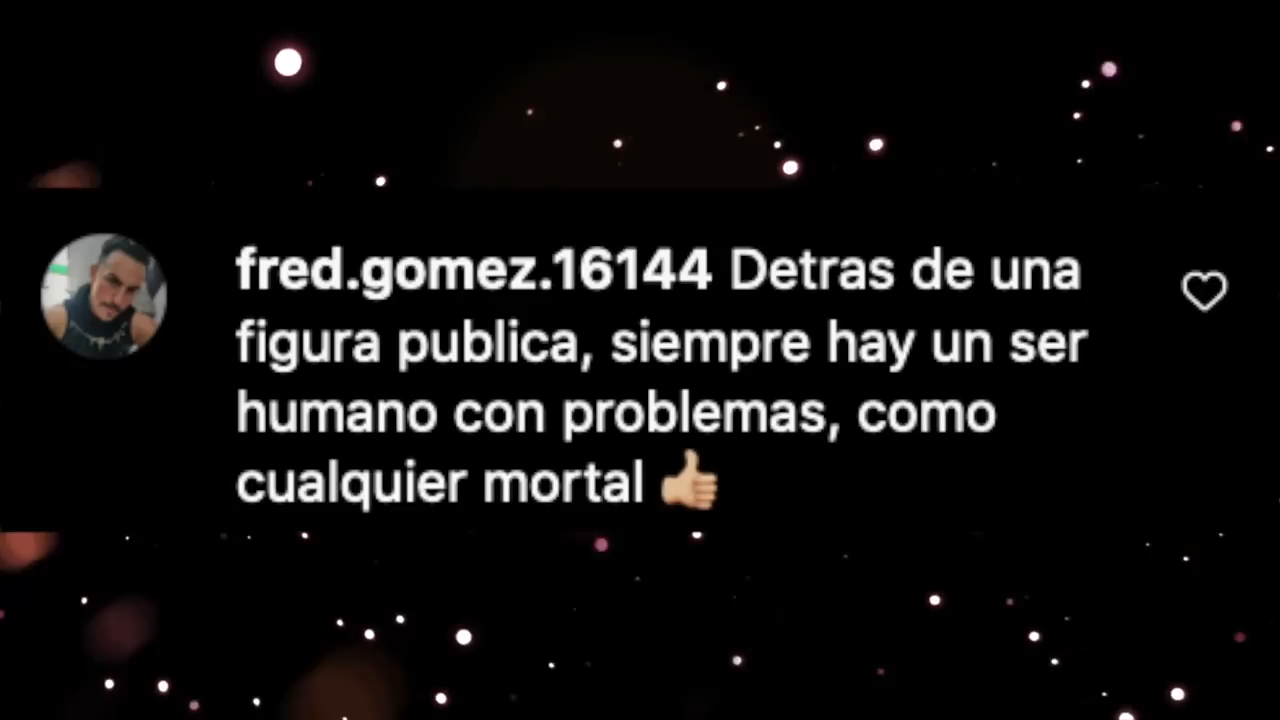 fred.gomez.16144 Detras de una
figura publica, siempre hay un ser
humano con problemas, como
cualquier mortal 👍🏼